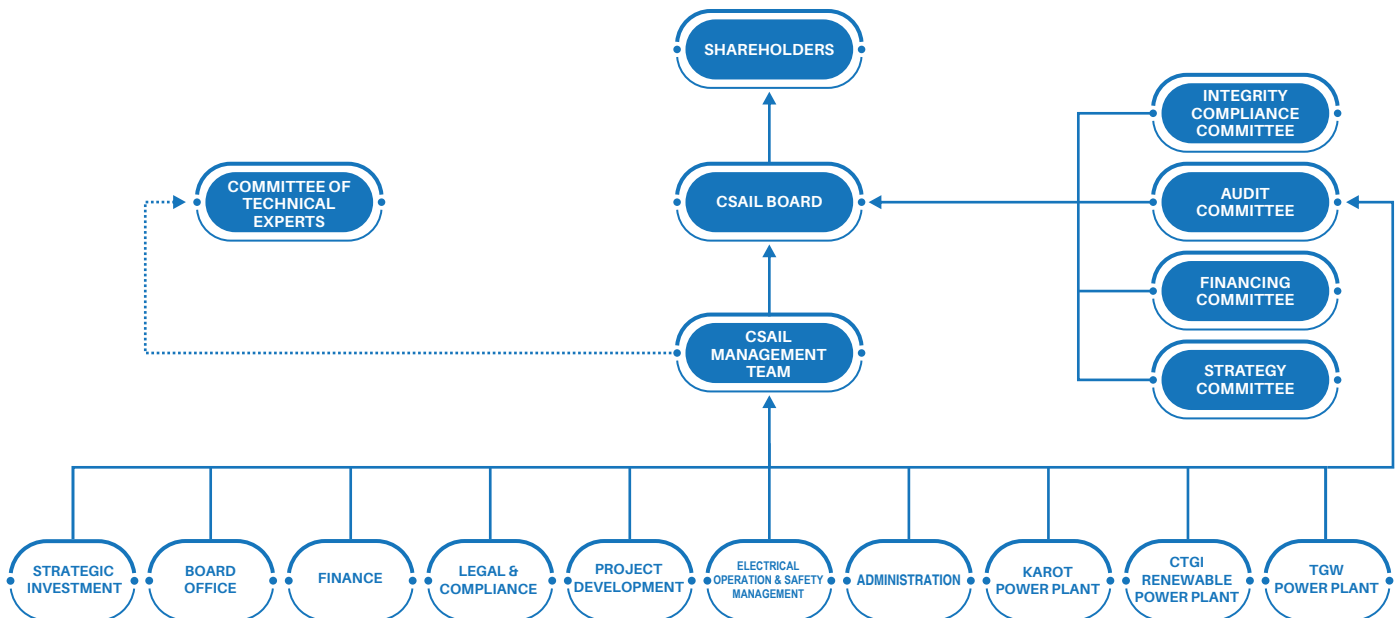 SHAREHOLDERS
INTEGRITY
COMPLIANCE
COMMITTEE
COMMITTEE OF
TECHNICAL
EXPERTS
CSAIL BOARD
AUDIT
COMMITTEE
FINANCING
COMMITTEE
CSAIL
MANAGEMENT
TEAM
STRATEGY
COMMITTEE
STRATEGIC
INVESTMENT
BOARD
OFFICE
FINANCE
LEGAL &
COMPLIANCE
PROJECT
DEVELOPMENT
ELECTRICAL
OPERATION & SAFETY
MANAGEMENT
ADMINISTRATION
KAROT
POWER PLANT
CTGI
RENEWABLE
POWER PLANT
TGW
POWER PLANT